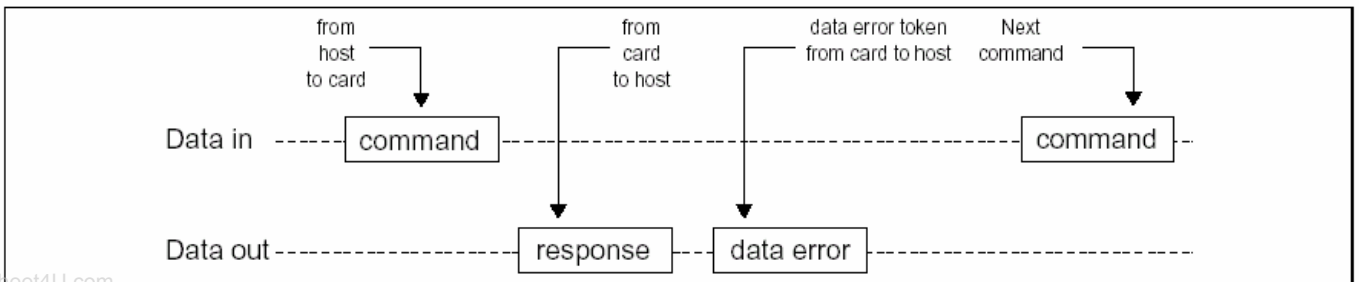 from
host
to card
from
card
to host
data error token
from card to host
Next
command
Data in
command
command
Data out
response
data error